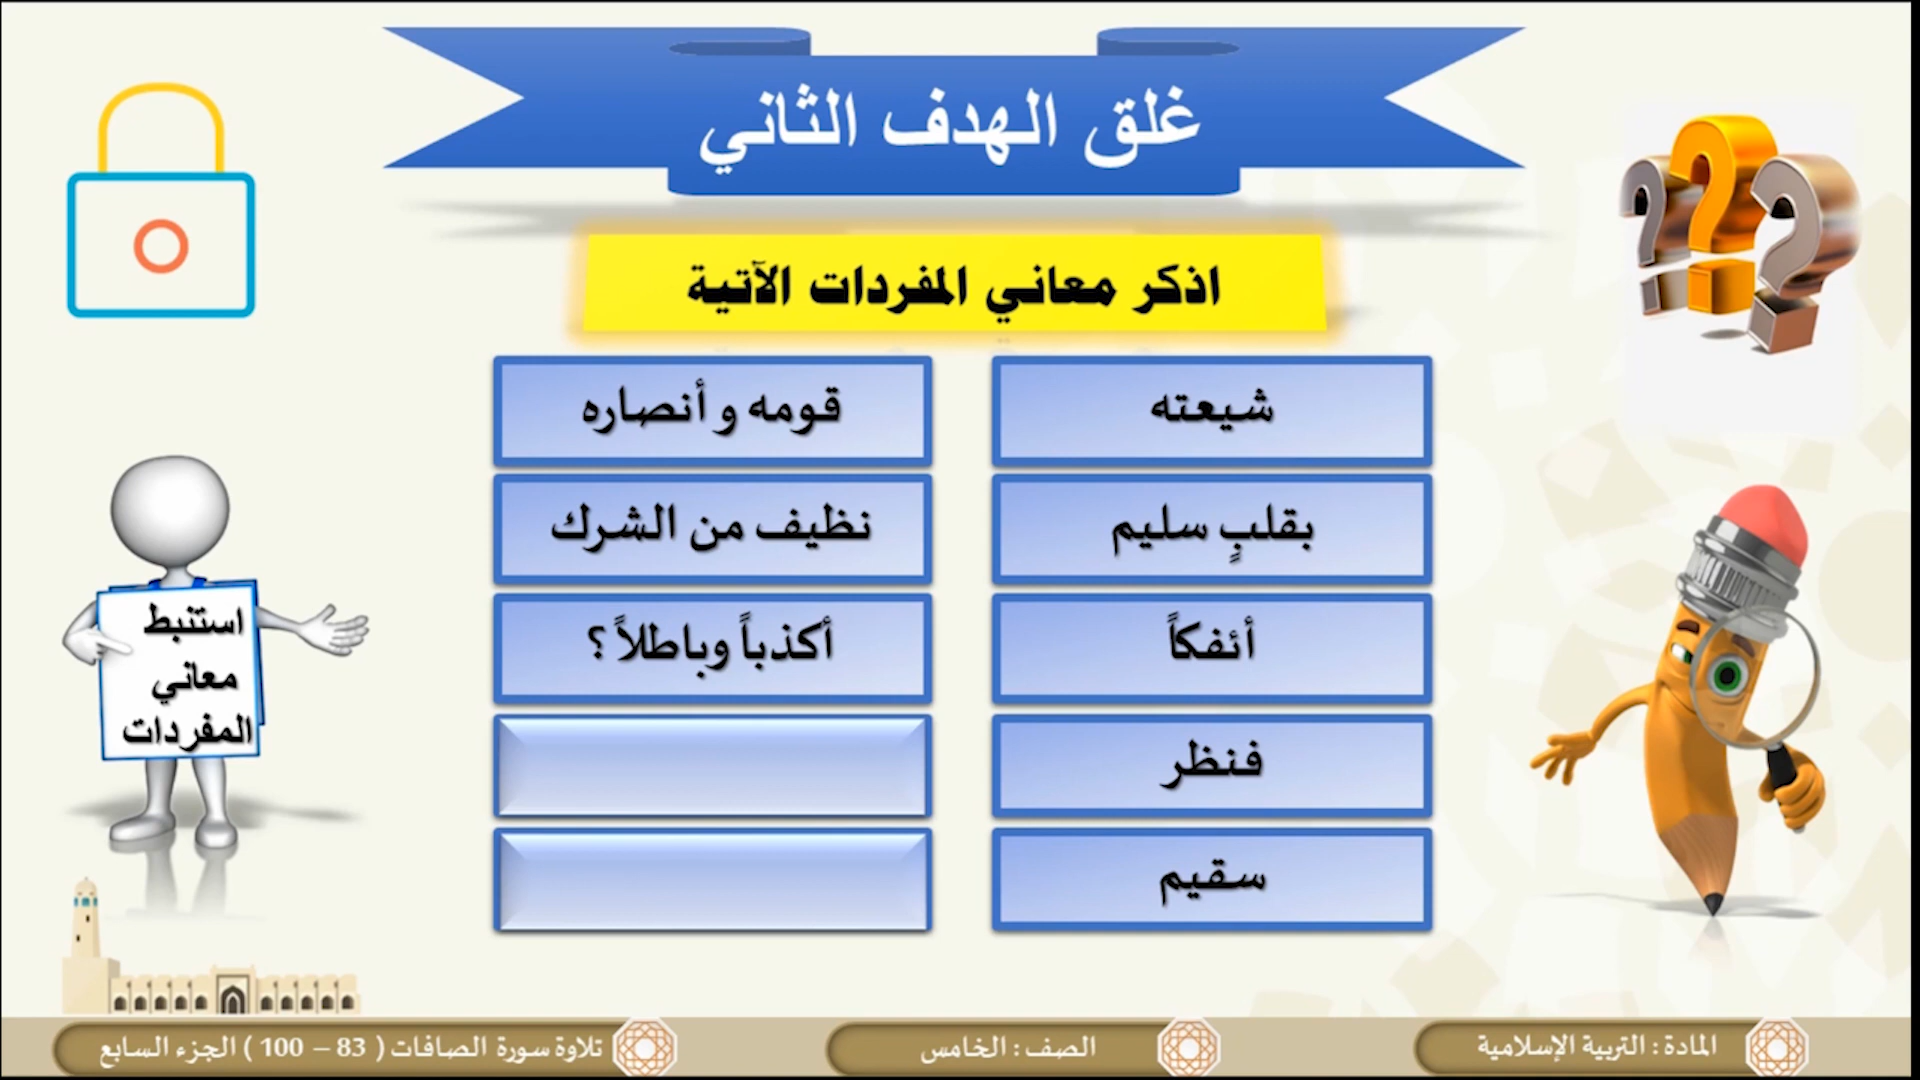 غلق الهدف الثاني
اذكر معاني المفردات الآتية
شيعته
قومه و أنصاره
بقلبٍ سليم
نظيف من الشرك
أئفكاً
أكذباً وباطلاً ؟
فنظر
سقيم
استنبط
معاني
المفردات
المادة : التربية الإسلامية
الصف : الخامس
تلاوة سورة الصافات ( 83 – 100 ) الجزء السابع